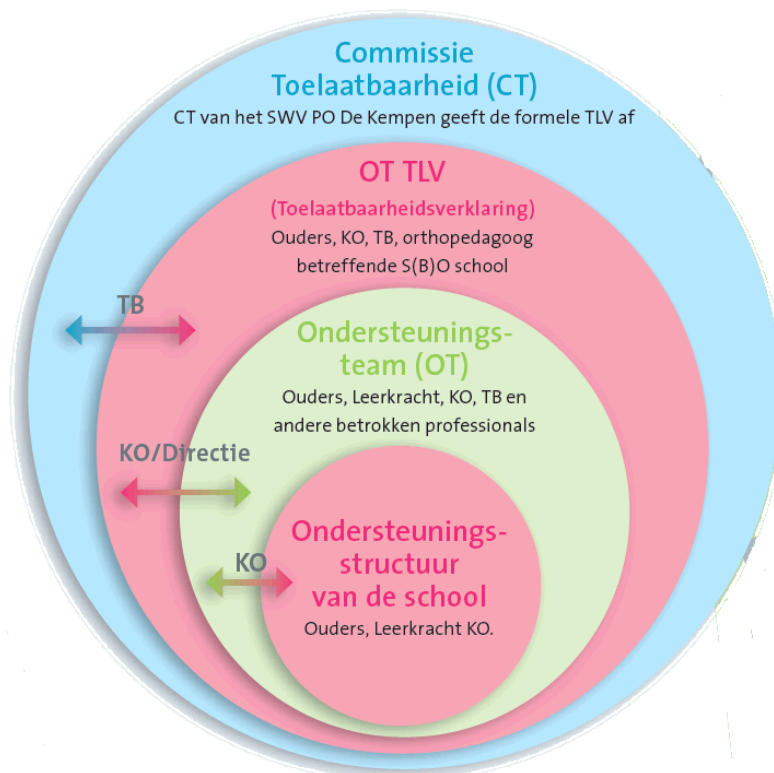 Commissie
Toelaatbaarheid (CT)
CT van het SWV PO De Kempen geeft de formele TLV af
OT TLV
(Toelaatbaarheidsverklaring)
Ouders, KO, TB, orthopedagoog
betreffende S(B)O school
TB
Ondersteunings-
team (OT)
Ouders, Leerkracht, KO, TB en
andere betrokken professionals
KO/Directie
Ondersteunings-
structuur
van de school
Ouders, Leerkracht KO.
KO